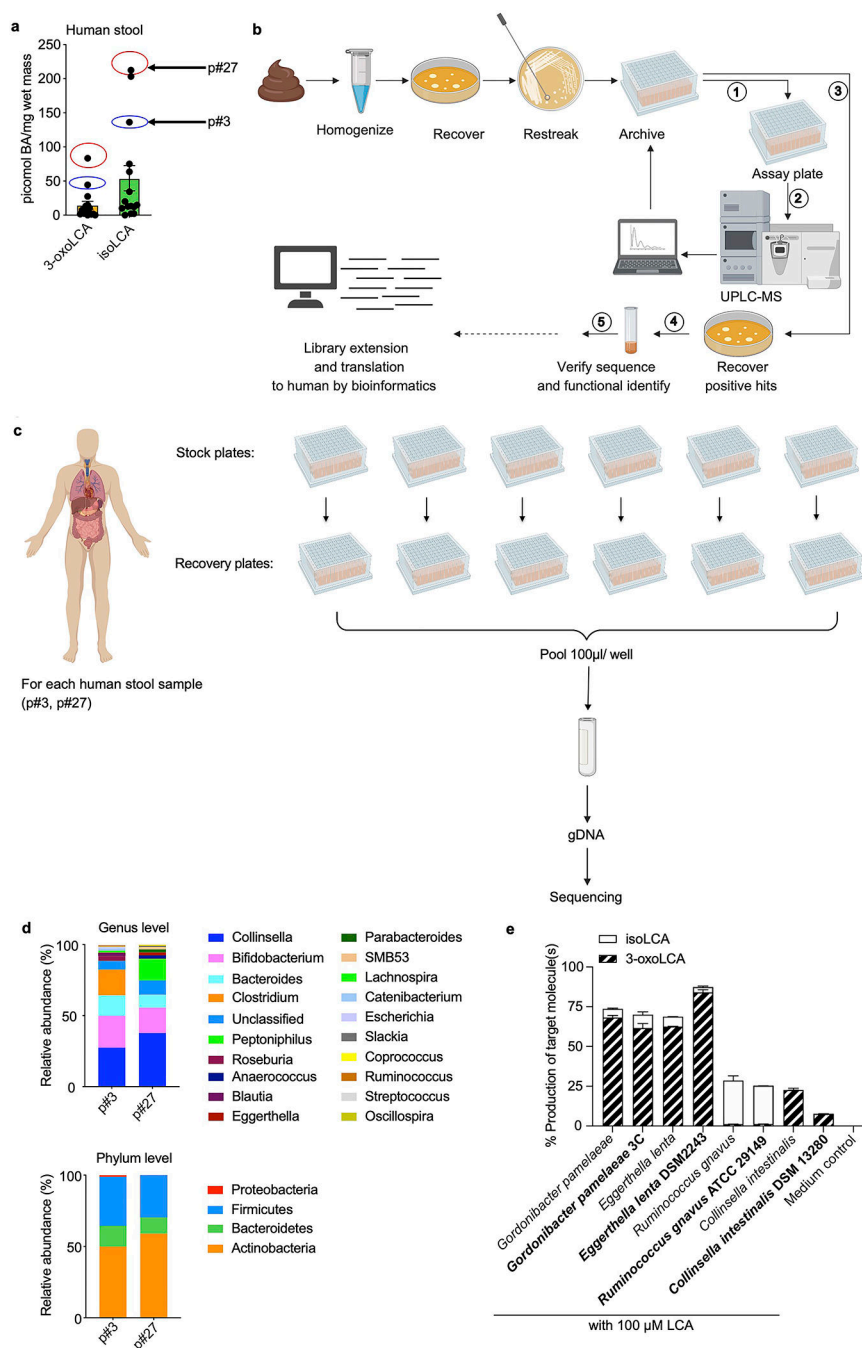 a
Human stool
picomol BA/mg wet mass
250
200
150
100
50
0
3-oxoLCA
isoLCA
p#27
p#3
b
Homogenize
Recover
Restreak
Archive
1
3
Assay plate
2
UPLC-MS
5
4
Library extension
and translation
to human by bioinformatics
Verify sequence
and functional identify
Recover
positive hits
c
Stock plates:
Recovery plates:
Pool 100µl/ well
For each human stool sample
(p#3, p#27)
gDNA
Sequencing
d
Genus level
Relative abundance (%)
100
50
0
p#3
p#27
Collinsella
Bifidobacterium
Bacteroides
Clostridium
Unclassified
Peptoniphilus
Roseburia
Anaerococcus
Blautia
Eggerthella
Parabacteroides
SMB53
Lachnospira
Catenibacterium
Escherichia
Slackia
Coprococcus
Ruminococcus
Streptococcus
Oscillospira
Phylum level
Relative abundance (%)
100
50
0
p#3
p#27
Proteobacteria
Firmicutes
Bacteroidetes
Actinobacteria
e
isoLCA
3-oxoLCA
% Production of target molecule(s)
100
75
50
25
0
Gordonibacter pamelaeae
Gordonibacter pamelaeae 3C
Eggerthella lenta
Eggerthella lenta DSM2243
Ruminococcus gnavus
Ruminococcus gnavus ATCC 29149
Collinsella intestinalis
Collinsella intestinalis DSM 13280
Medium control
with 100 µM LCA